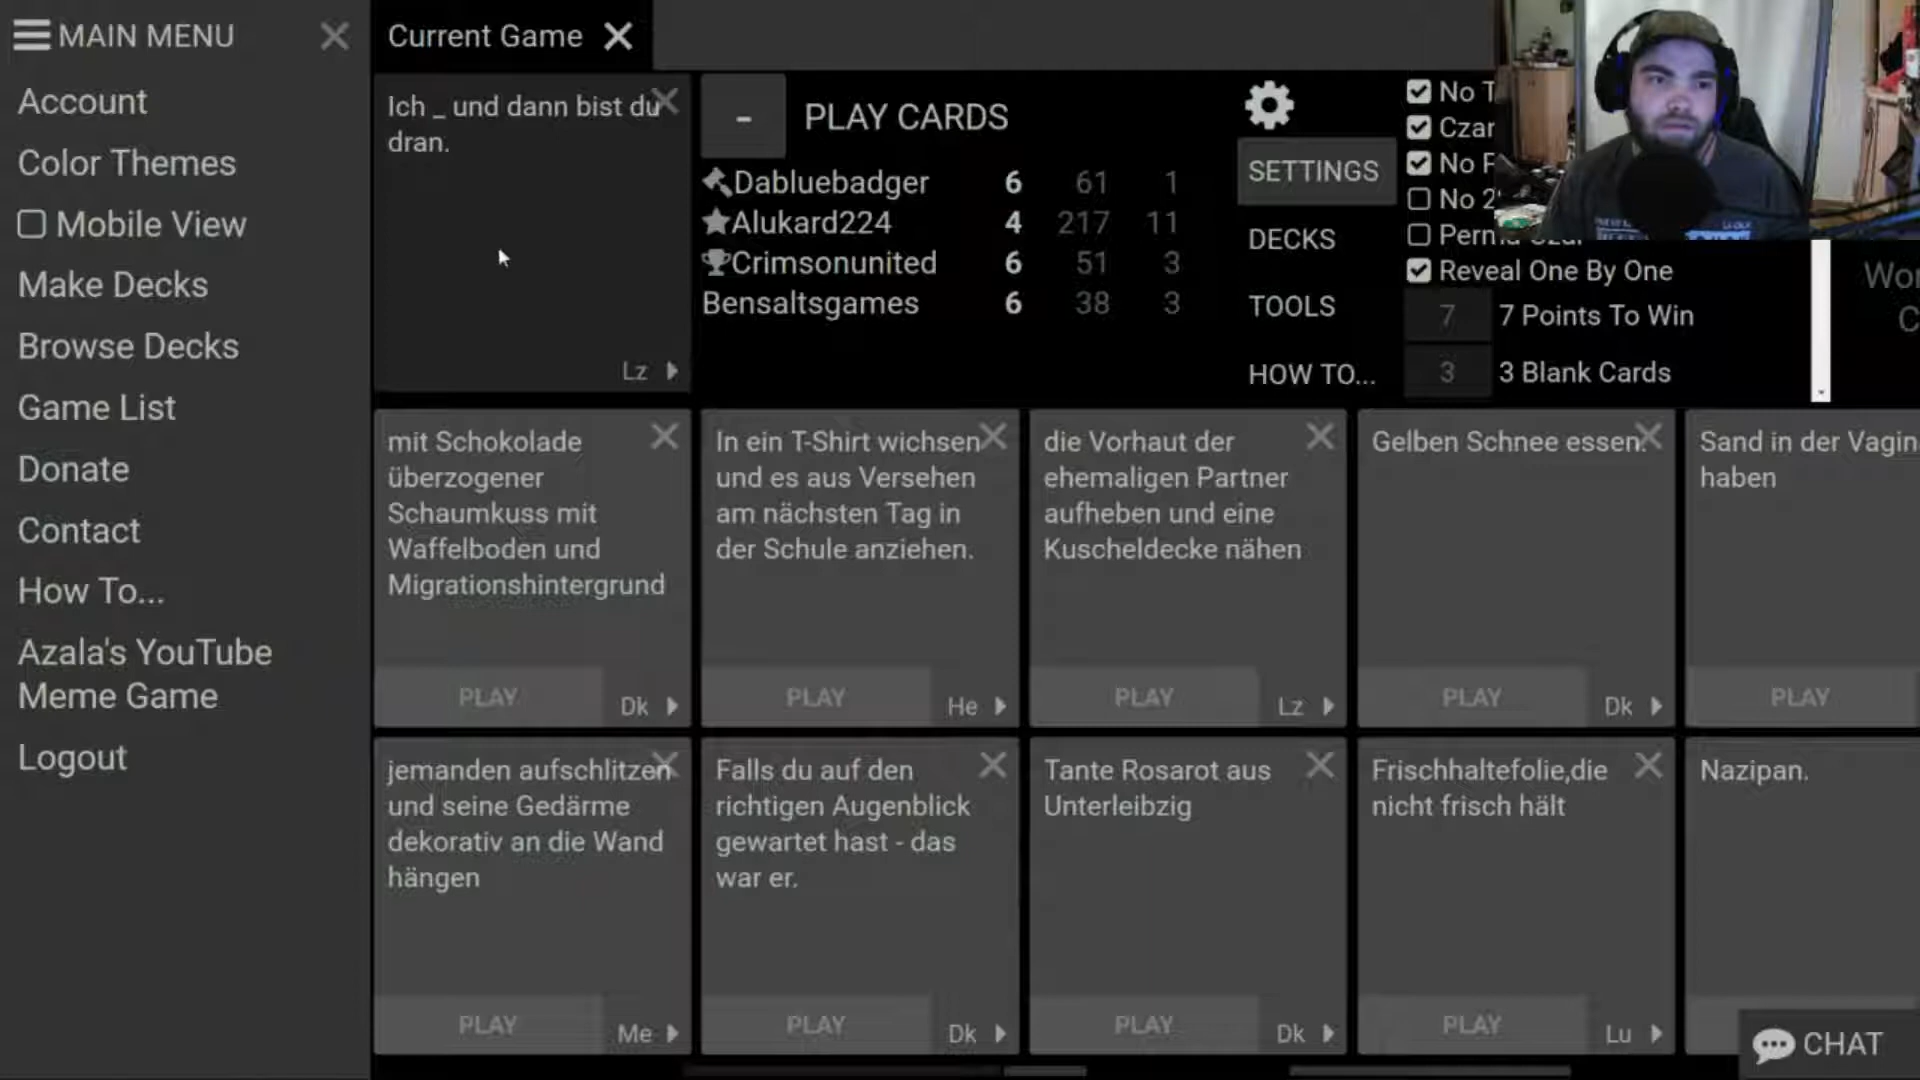 MAIN MENU
Account
Color Themes
Mobile View
Make Decks
Browse Decks
Game List
Donate
Contact
How To...
Azala's YouTube
Meme Game
Logout
Current Game
Ich _ und dann bist du
dran.
Lz
-
PLAY CARDS
Dabluebadger 6 61 1
Alukard224 4 217 11
Crimsonunited 6 51 3
Bensaltsgames 6 38 3
SETTINGS
DECKS
TOOLS
HOW TO...
No
Czar
No
No
Reveal One By One
7 7 Points To Win
3 3 Blank Cards
mit Schokolade
überzogener
Schaumkuss mit
Waffelboden und
Migrationshintergrund
PLAY Dk
In ein T-Shirt wichsen
und es aus Versehen
am nächsten Tag in
der Schule anziehen.
PLAY He
die Vorhaut der
ehemaligen Partner
aufheben und eine
Kuscheldecke nähen
PLAY Lz
Gelben Schnee essen.
PLAY Dk
Sand in der Vagin
haben
PLAY
jemanden aufschlitzen
und seine Gedärme
dekorativ an die Wand
hängen
PLAY Me
Falls du auf den
richtigen Augenblick
gewartet hast - das
war er.
PLAY Dk
Tante Rosarot aus
Unterleibzig
PLAY Dk
Frischhaltefolie,die
nicht frisch hält
PLAY Lu
Nazipan.
CHAT